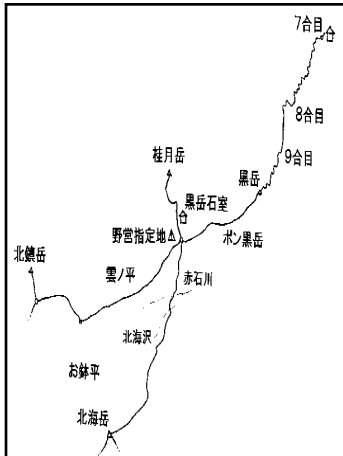 7合目
8合目
9合目
桂月岳
黒岳
黒岳石室
野営指定地
ポン黒岳
北鎮岳
雲ノ平
赤石川
北海沢
お鉢平
北海岳